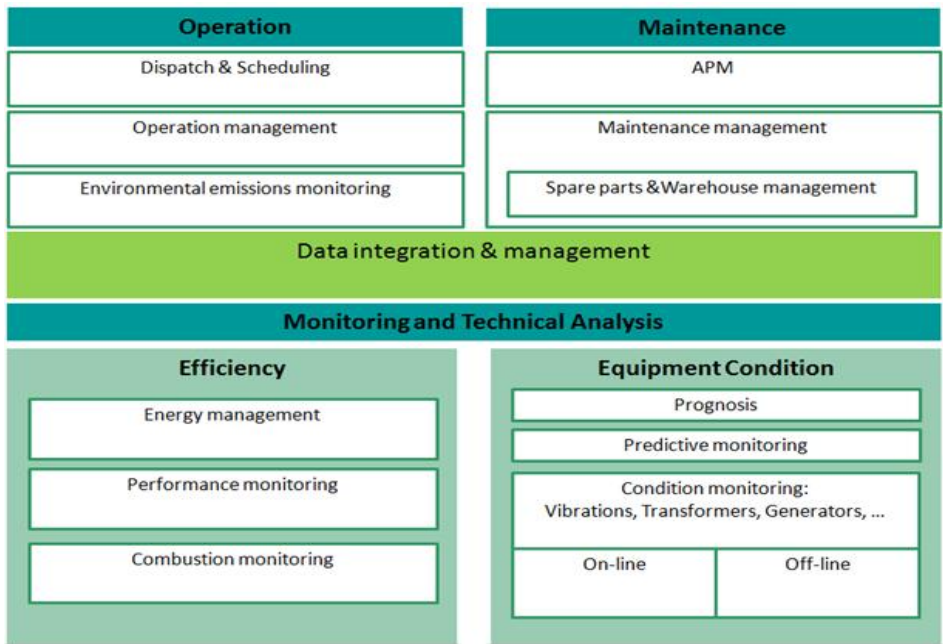 Operation
Dispatch & Scheduling
Operation management
Environmental emissions monitoring
Maintenance
APM
Maintenance management
Spare parts &Warehouse management
Data integration & management
Monitoring and Technical Analysis
Efficiency
Energy management
Performance monitoring
Combustion monitoring
Equipment Condition
Prognosis
Predictive monitoring
Condition monitoring:
Vibrations, Transformers, Generators, ...
On-line
Off-line